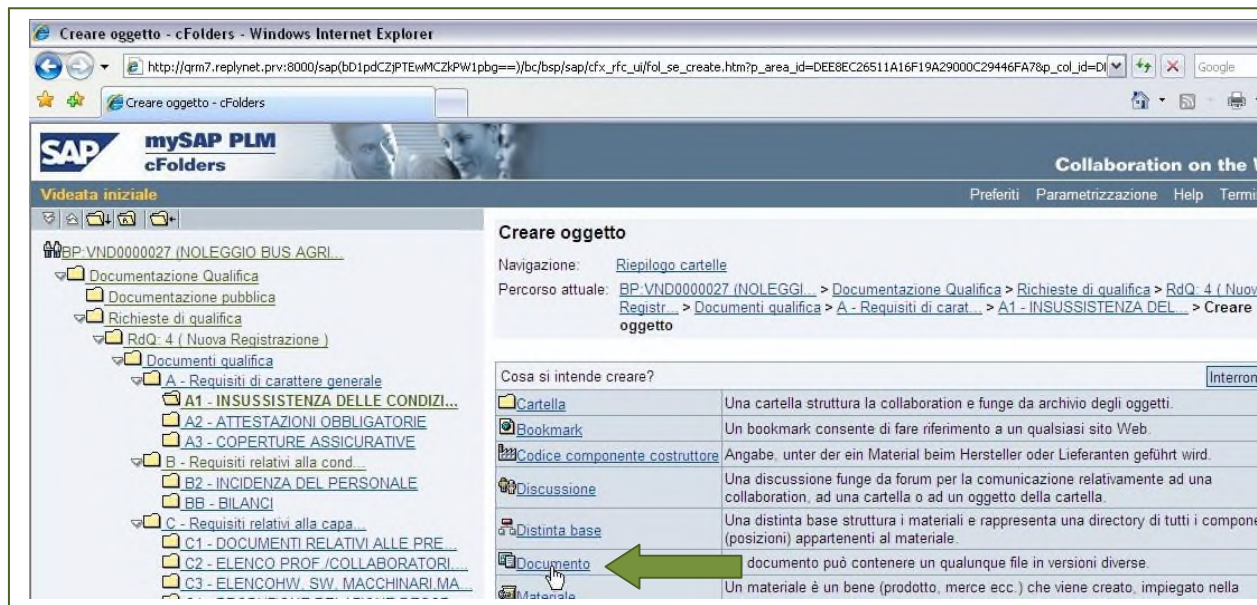 Creare oggetto - cFolders - Windows Internet Explorer
http://qrm7.replynet.prv:8000/sap(bD1pdCZjPTEwMCZkPW1pbg==)/bc/bsp/sap/cfx_rfc_ui/fol_se_create.htm?p_area_id=DEE8EC26511A16F19A29000C29446FA7&p_col_id=DI
Google
Creare oggetto - cFolders
SAP
mySAP PLM
cFolders
Collaboration on the
Videata iniziale
Preferiti Parametrizzazione Help Termi
BP:VND0000027 (NOLEGGIO BUS AGRI...
Documentazione Qualifica
Documentazione pubblica
Richieste di qualifica
RdQ: 4 ( Nuova Registrazione )
Documenti qualifica
A - Requisiti di carattere generale
A1 - INSUSSISTENZA DELLE CONDIZI...
A2 - ATTESTAZIONI OBBLIGATORIE
A3 - COPERTURE ASSICURATIVE
B - Requisiti relativi alla cond...
B2 - INCIDENZA DEL PERSONALE
BB - BILANCI
C - Requisiti relativi alla capa...
C1 - DOCUMENTI RELATIVI ALLE PRE...
C2 - ELENCO PROF /COLLABORATORI....
C3 - ELENCOHW, SW, MACCHINARI,MA...
Creare oggetto
Navigazione: Riepilogo cartelle
Percorso attuale: BP:VND0000027 (NOLEGGI... > Documentazione Qualifica > Richieste di qualifica > RdQ: 4 ( Nuov
Registr... > Documenti qualifica > A - Requisiti di carat... > A1 - INSUSSISTENZA DEL... > Creare
oggetto
Cosa si intende creare? Interrom
Cartella Una cartella struttura la collaboration e funge da archivio degli oggetti.
Bookmark Un bookmark consente di fare riferimento a un qualsiasi sito Web.
Codice componente costruttore Angabe, unter der ein Material beim Hersteller oder Lieferanten geführt wird.
Discussione Una discussione funge da forum per la comunicazione relativamente ad una
collaboration, ad una cartella o ad un oggetto della cartella.
Distinta base Una distinta base struttura i materiali e rappresenta una directory di tutti i compone
(posizioni) appartenenti al materiale.
Documento documento può contenere un qualunque file in versioni diverse.
Materiale Un materiale è un bene (prodotto, merce ecc.) che viene creato, impiegato nella